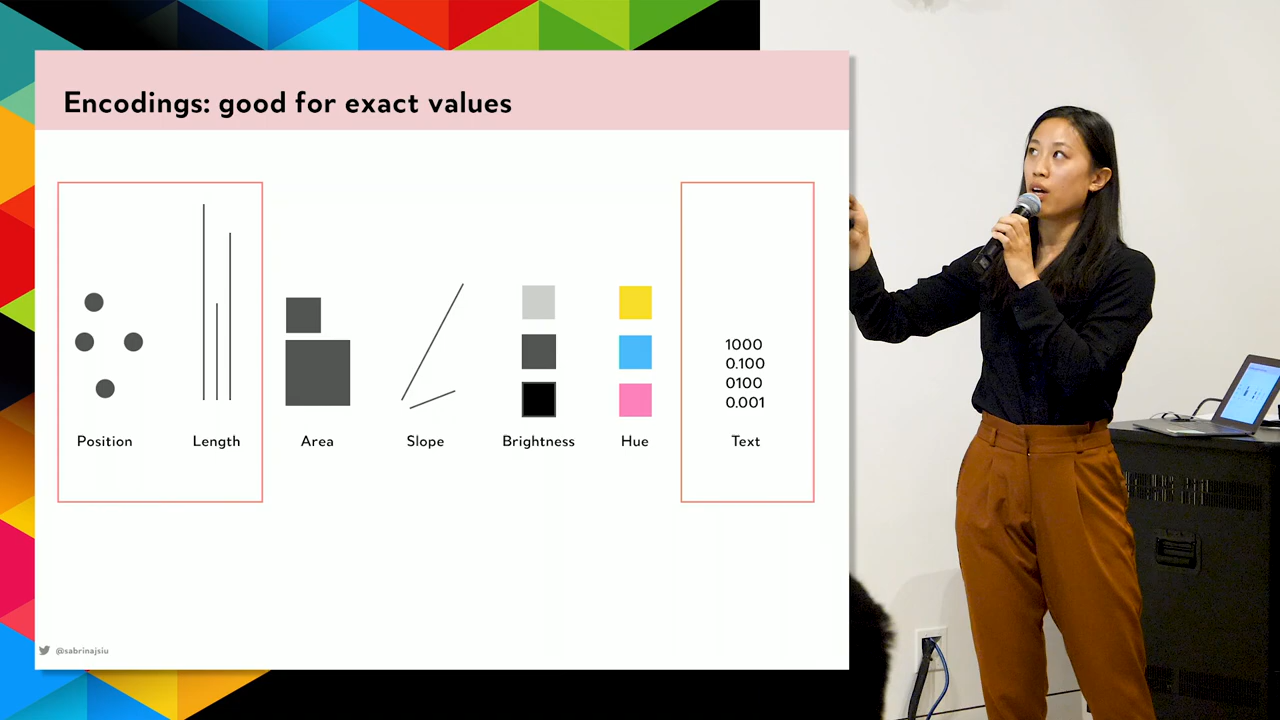 Encodings: good for exact values
1000
0.100
0100
0.001
Position Length Area Slope Brightness Hue Text
@sabrinajsiu